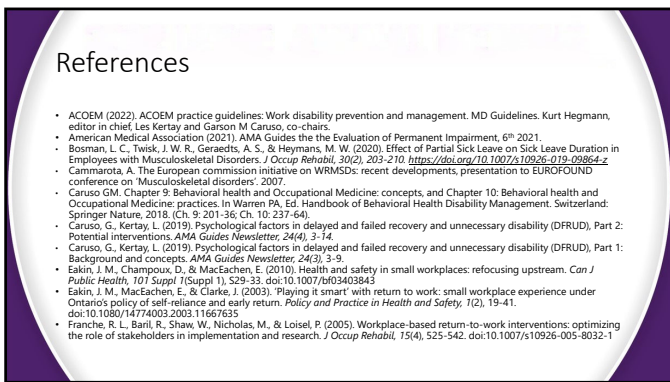 References
• ACOEM (2022). ACOEM practice guidelines: Work disability prevention and management. MD Guidelines. Kurt Hegmann,
editor in chief, Les Kertay and Garson M Caruso, co-chairs.
• American Medical Association (2021). AMA Guides the the Evaluation of Permanent Impairment, 6th 2021.
• Bosman, L. C., Twisk, J. W. R., Geraedts, A. S., & Heymans, M. W. (2020). Effect of Partial Sick Leave on Sick Leave Duration in
Employees with Musculoskeletal Disorders. J Occup Rehabil, 30(2), 203-210. https://doi.org/10.1007/s10926-019-09864-z
• Cammarota, A. The European commission initiative on WRMSDs: recent developments, presentation to EUROFOUND
conference on 'Musculoskeletal disorders'. 2007.
• Caruso GM. Chapter 9: Behavioral health and Occupational Medicine: concepts, and Chapter 10: Behavioral health and
Occupational Medicine: practices. In Warren PA, Ed. Handbook of Behavioral Health Disability Management. Switzerland:
Springer Nature, 2018. (Ch. 9: 201-36; Ch. 10: 237-64).
• Caruso, G., Kertay, L. (2019). Psychological factors in delayed and failed recovery and unnecessary disability (DFRUD), Part 2:
Potential interventions. AMA Guides Newsletter, 24(4), 3-14.
• Caruso, G., Kertay, L. (2019). Psychological factors in delayed and failed recovery and unnecessary disability (DFRUD), Part 1:
Background and concepts. AMA Guides Newsletter, 24(3), 3-9.
• Eakin, J. M., Champoux, D., & MacEachen, E. (2010). Health and safety in small workplaces: refocusing upstream. Can J
Public Health, 101 Suppl 1(Suppl 1), S29-33. doi:10.1007/bf03403843
• Eakin, J. M., MacEachen, E., & Clarke, J. (2003). 'Playing it smart' with return to work: small workplace experience under
Ontario's policy of self-reliance and early return. Policy and Practice in Health and Safety, 1(2), 19-41.
doi:10.1080/14774003.2003.11667635
• Franche, R. L., Baril, R., Shaw, W., Nicholas, M., & Loisel, P. (2005). Workplace-based return-to-work interventions: optimizing
the role of stakeholders in implementation and research. J Occup Rehabil, 15(4), 525-542. doi:10.1007/s10926-005-8032-1